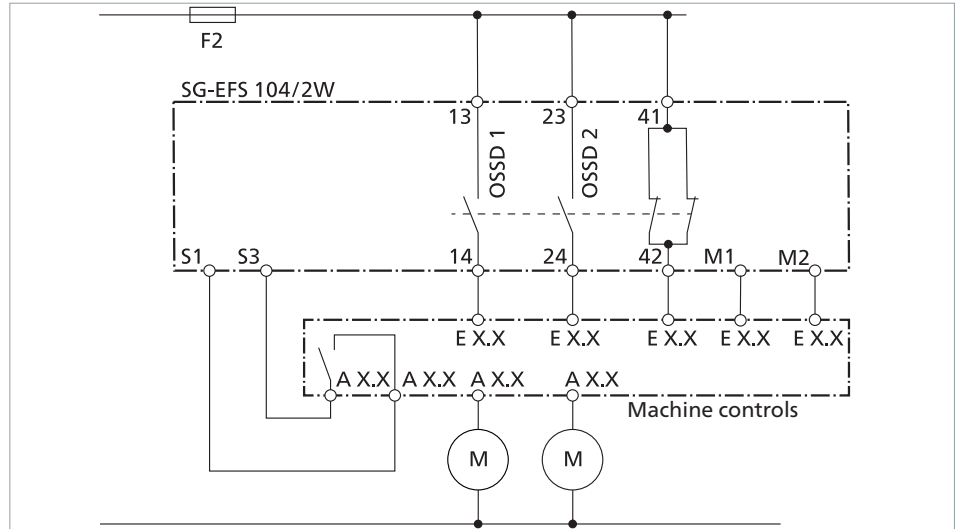 F2
SG-EFS 104/2W
13 23 41
OSSD 1
OSSD 2
S1 S3 14 24 42 M1 M2
E X.X E X.X E X.X E X.X E X.X
A X.X A X.X A X.X A X.X
Machine controls
M M